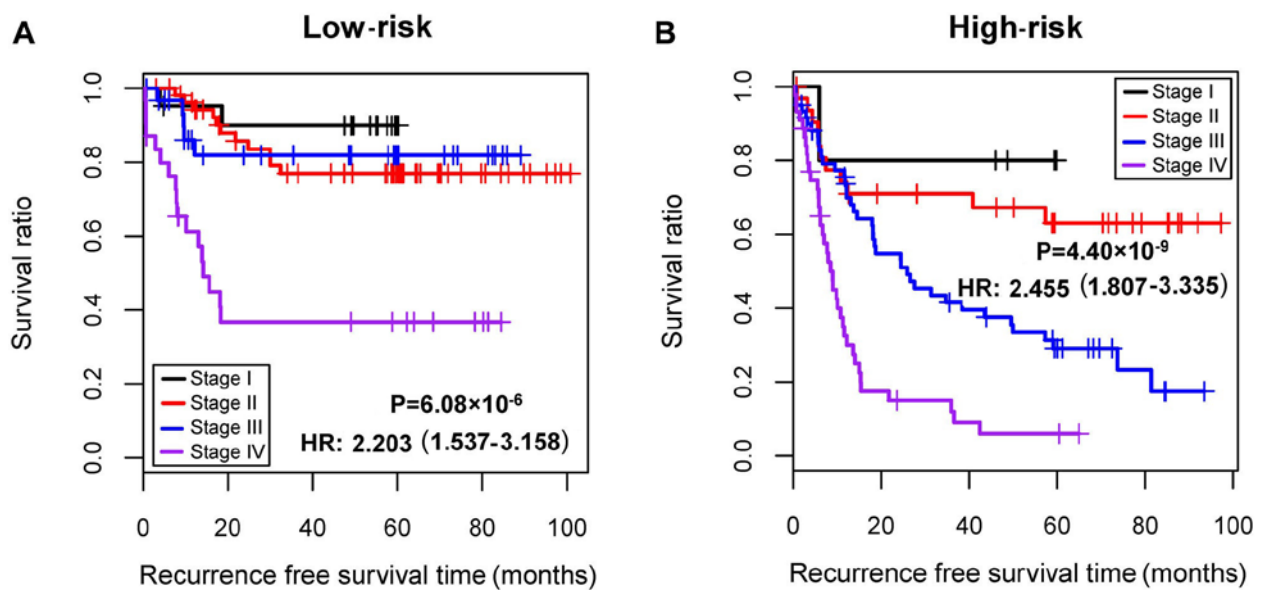 A
Low-risk
Survival ratio
1.0
0.8
0.6
0.4
0.2
0.0
Stage I
Stage II
Stage III
Stage IV
P=6.08×10-6
HR: 2.203 (1.537-3.158)
0 20 40 60 80 100
Recurrence free survival time (months)
B
High-risk
Survival ratio
1.0
0.8
0.6
0.4
0.2
0.0
Stage I
Stage II
Stage III
Stage IV
P=4.40×10-9
HR: 2.455 (1.807-3.335)
0 20 40 60 80 100
Recurrence free survival time (months)